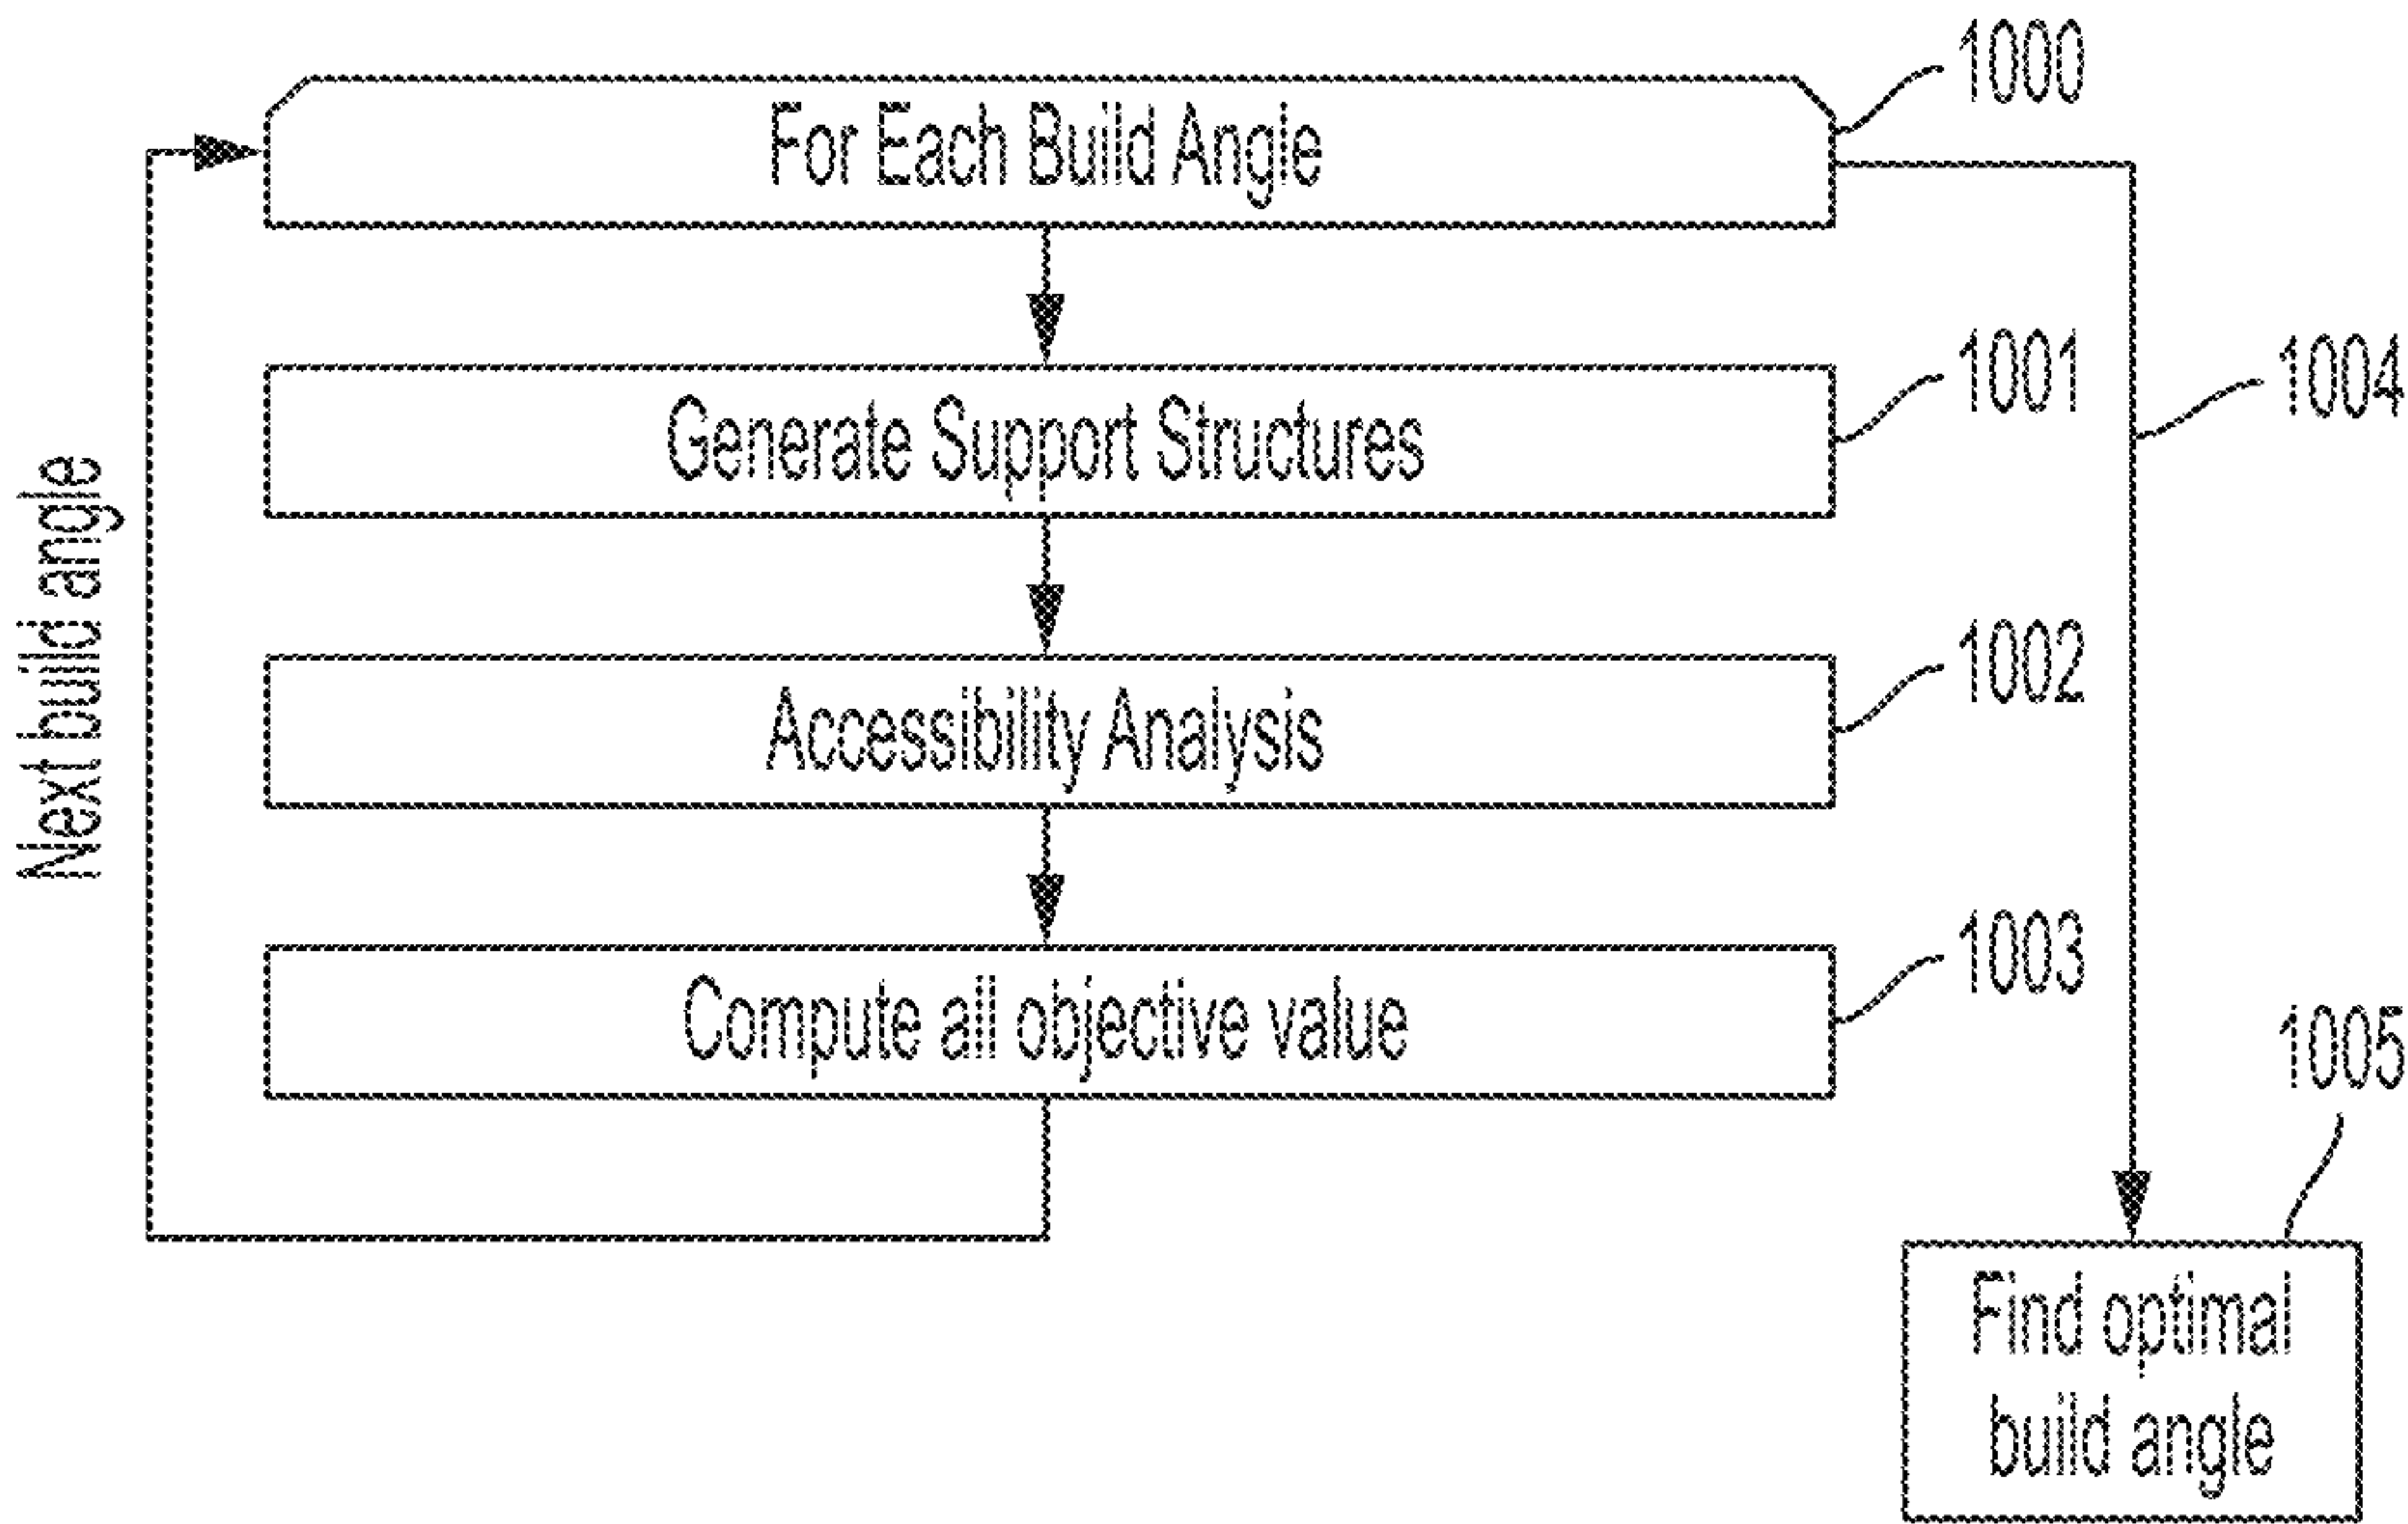 For Each Build Angle
1000
Generate Support Structures
1001
1004
Accessibility Analysis
1002
Next build angle
Compute all objective value
1003
1005
Find optimal
build angle